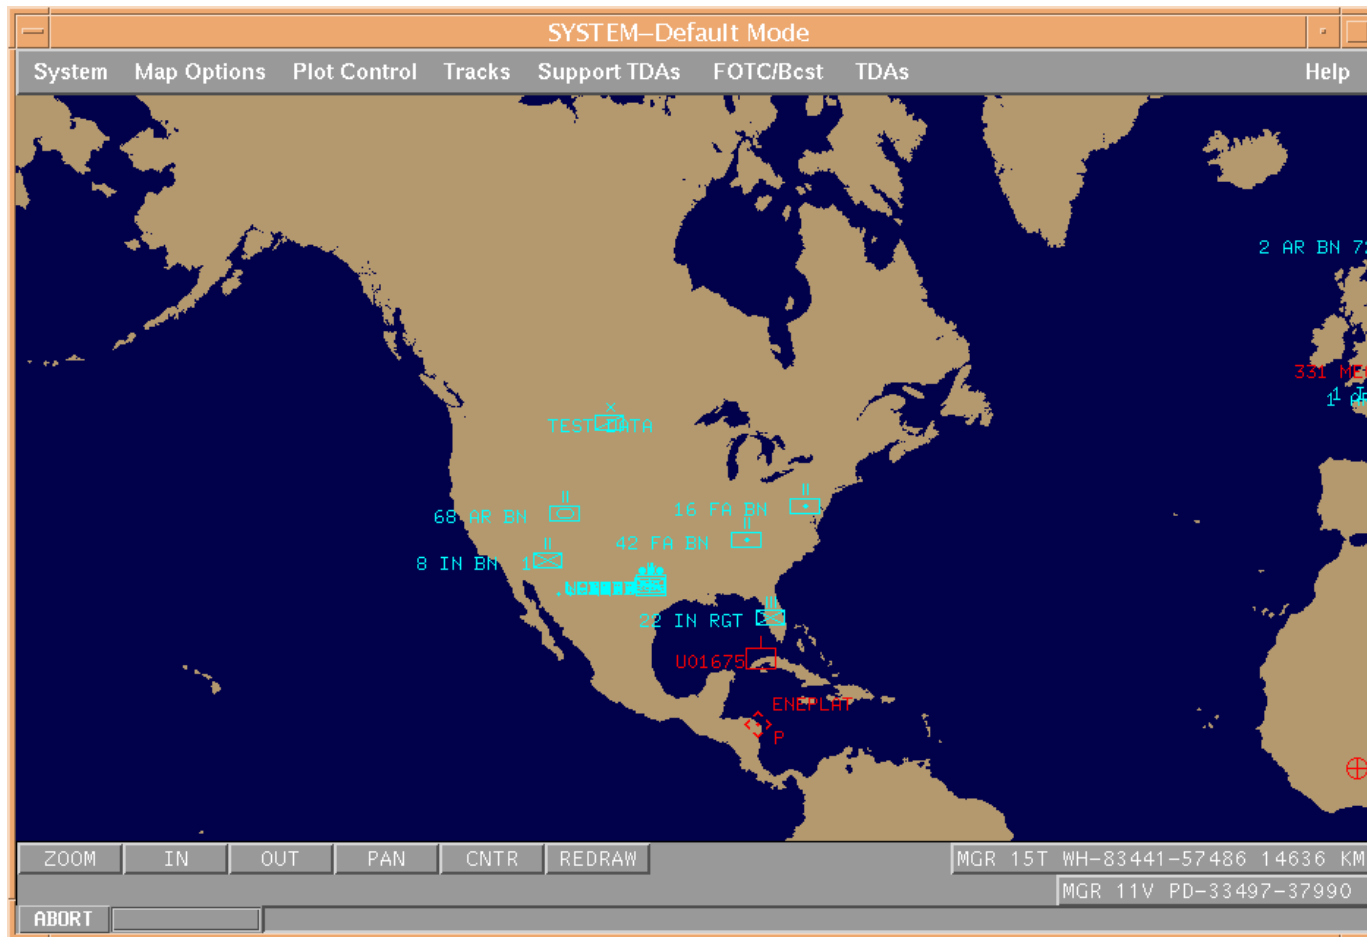 SYSTEM–Default Mode
System Map Options Plot Control Tracks Support TDAs FOTC/Bcst TDAs Help
2 AR BN
331
TEST DATA
16 FA BN
68 AR BN
42 FA BN
8 IN BN 1
22 IN RGT
U01675
ENEPLAT
P
ZOOM IN OUT PAN CNTR REDRAW MGR 15T WH-83441-57486 14636 KM
MGR 11V PD-33497-37990
ABORT